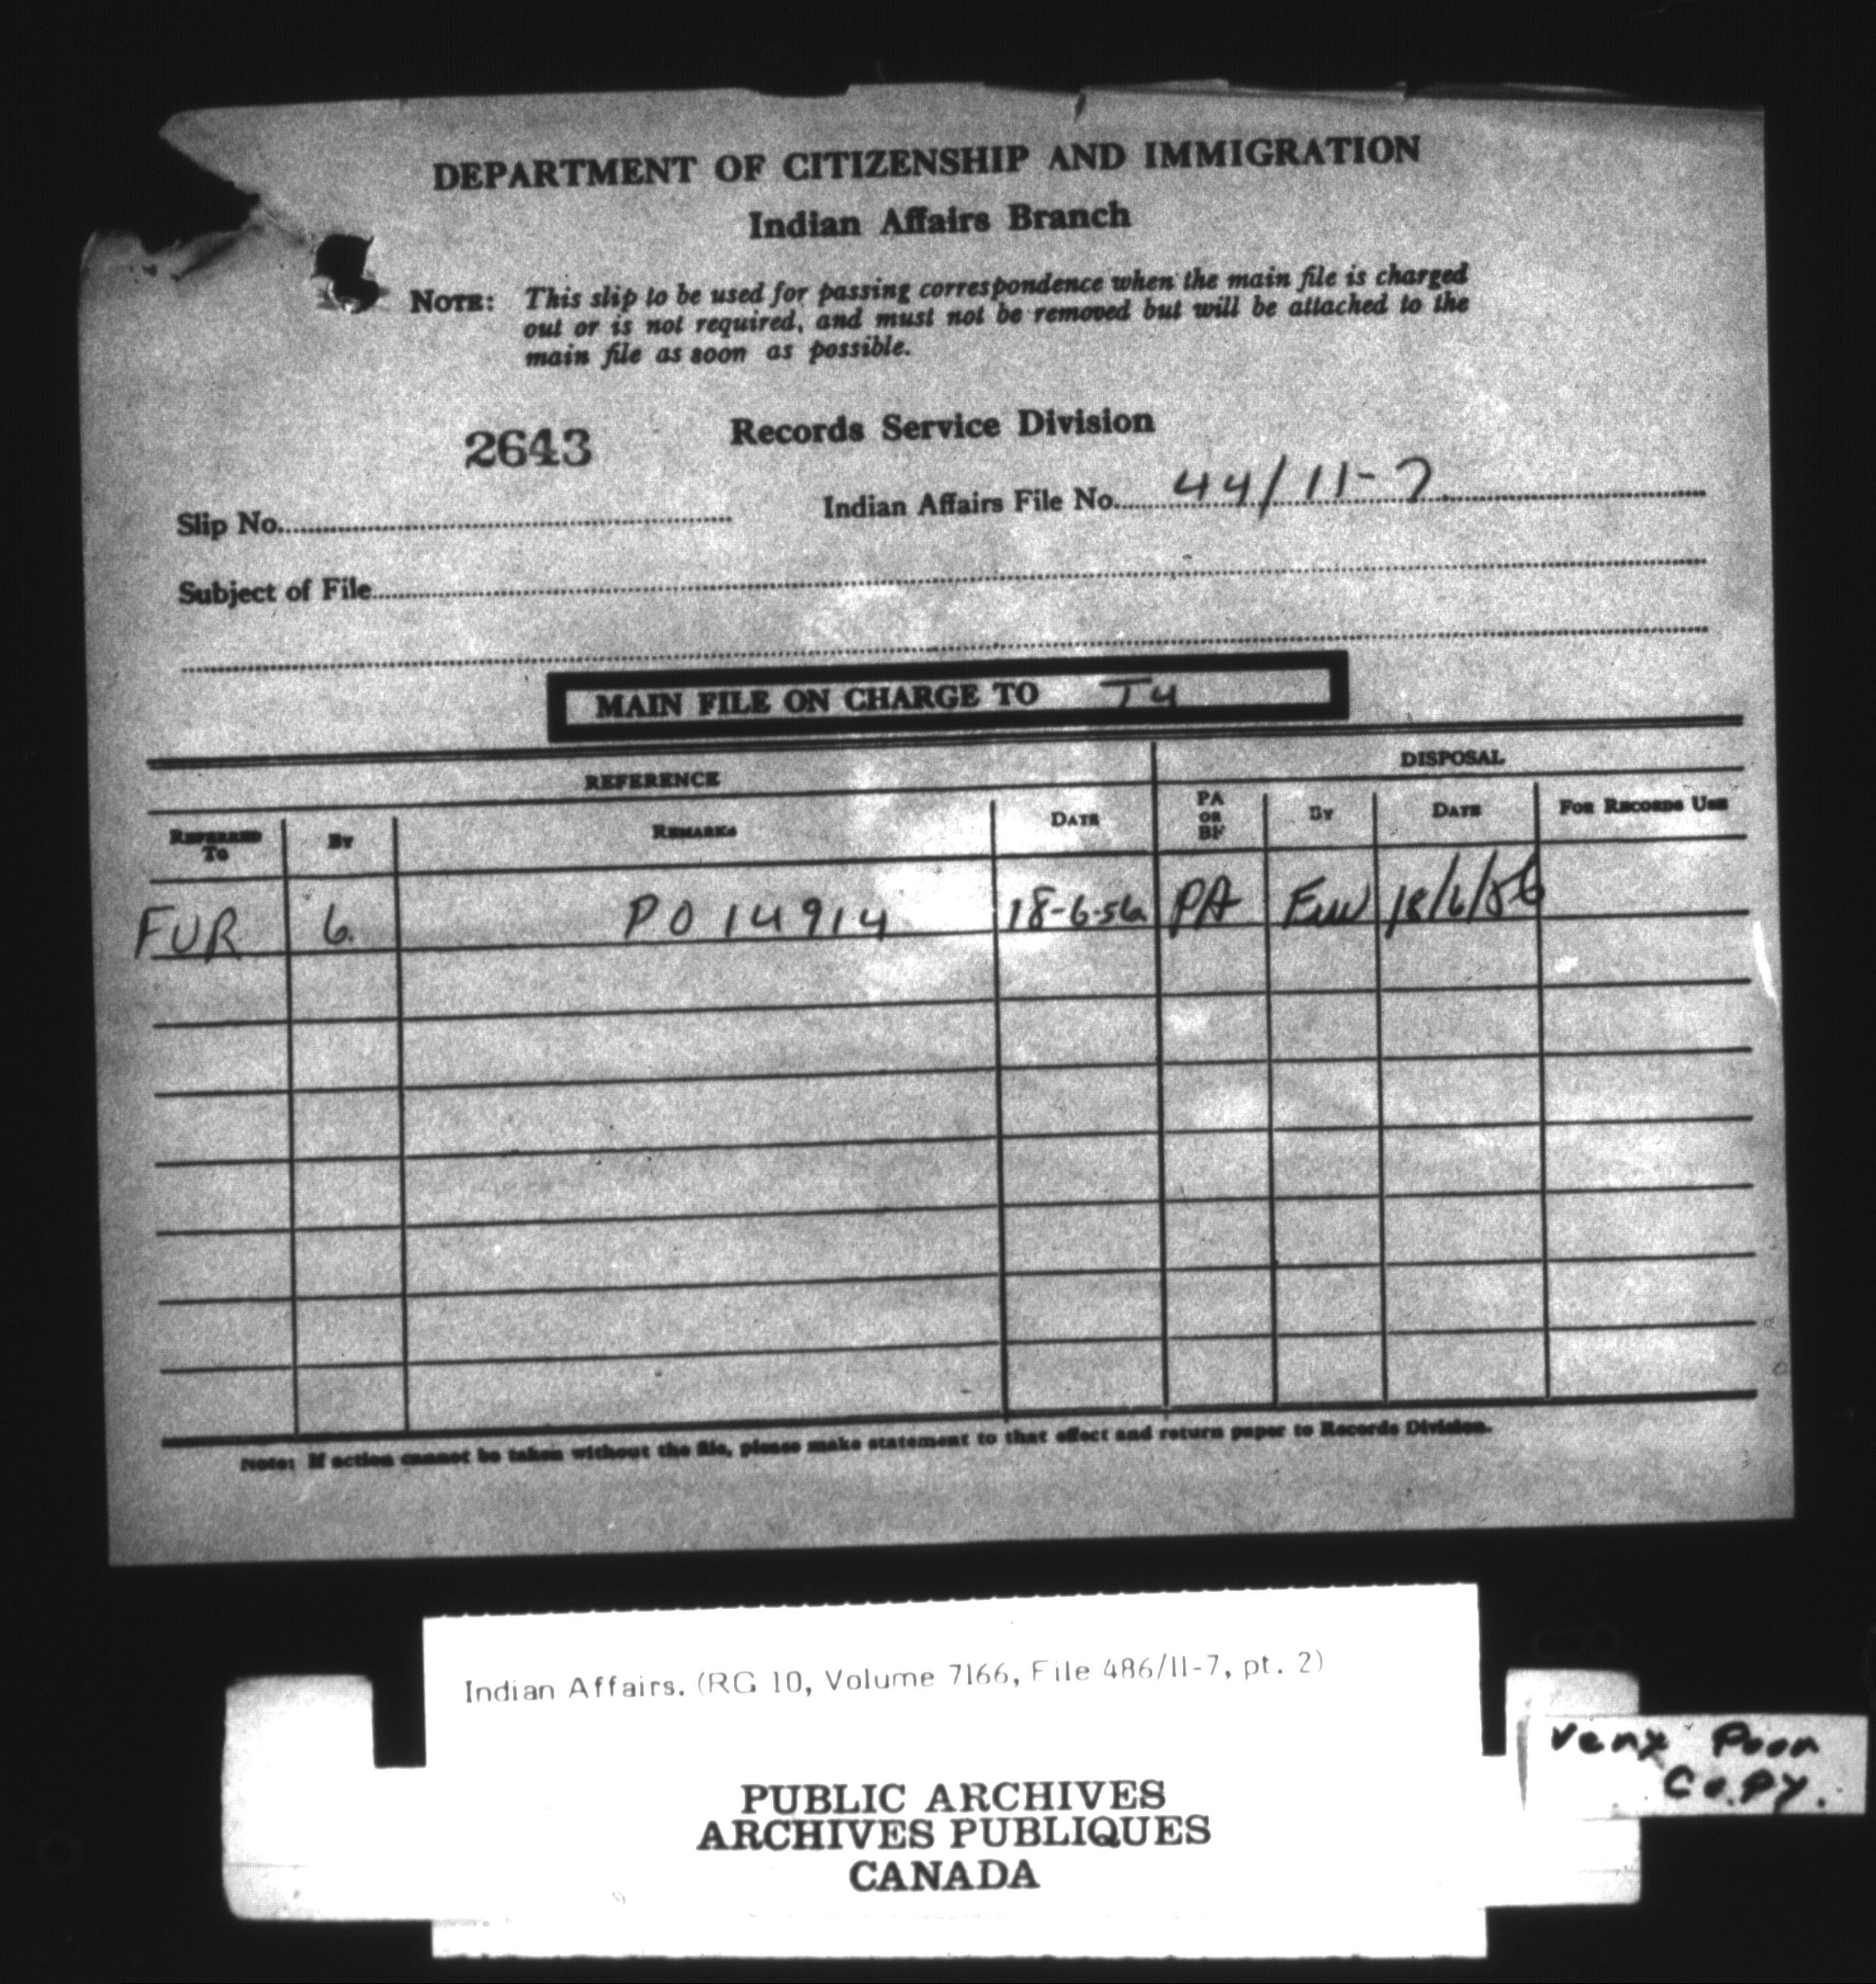 DEPARTMENT OF CITIZENSHIP AND IMMIGRATION
Indian Affairs Branch
NOTE: This slip to be used for passing correspondence when the main file is charged
out or is not required, and must not be removed but will be attached to the
main file as soon as possible.
2643 Records Service Division
Slip No. Indian Affairs File No. 44/11-7
Subject of File
MAIN FILE ON CHARGE TO T4
REFERENCE DISPOSAL
REFERRED TO BY REMARKS DATE PA OR BF BY DATE FOR RECORDS USE
FUR 6. PO 14914 18-6-56 PA EW 18/6/56
Note: If action cannot be taken without the file, please make statement to that effect and return paper to Records Division.
Indian Affairs. (RG 10, Volume 7166, File 486/11-7, pt. 2)
PUBLIC ARCHIVES
ARCHIVES PUBLIQUES
CANADA
Very Poor
Copy.